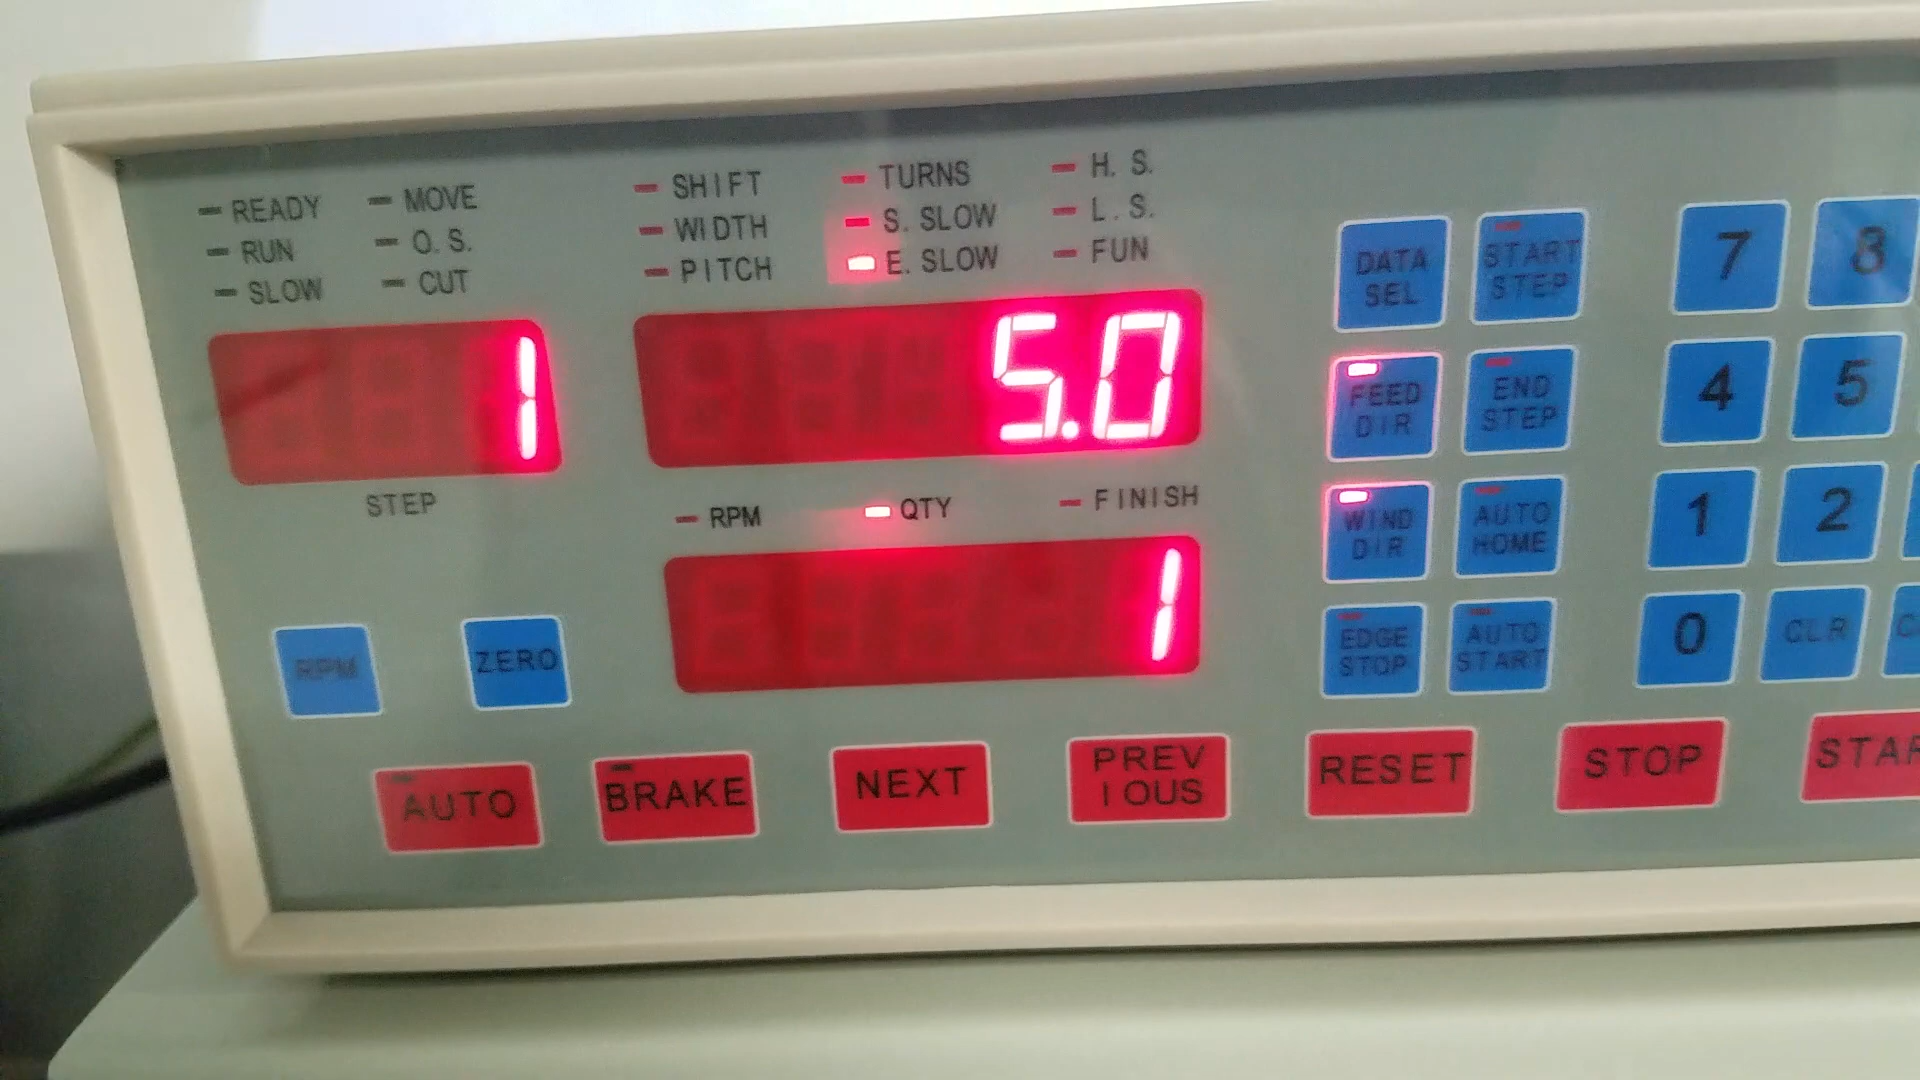 READY
RUN
SLOW
MOVE
O. S.
CUT
SHIFT
WIDTH
PITCH
TURNS
S. SLOW
E. SLOW
H. S.
L. S.
FUN
1
STEP
5.0
RPM
QTY
FINISH
1
RPM
ZERO
AUTO
BRAKE
NEXT
PREV
IOUS
RESET
STOP
DATA
SEL
START
STEP
FEED
DIR
END
STEP
WIND
DIR
AUTO
HOME
EDGE
STOP
AUTO
START
7
8
4
5
1
2
0
CLR